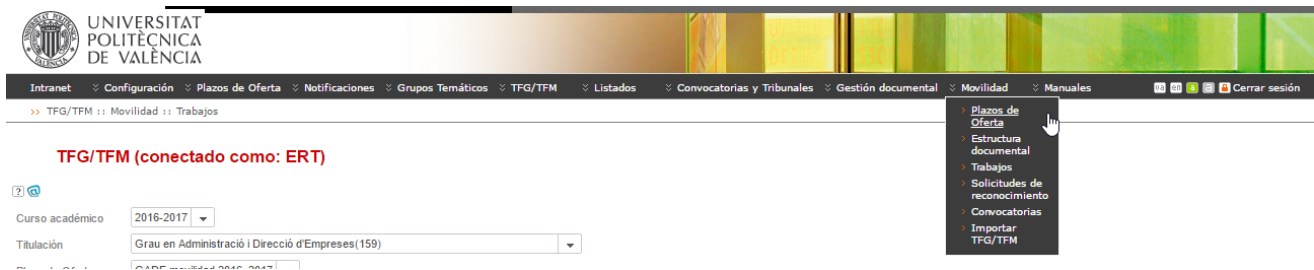 UNIVERSITAT
POLITÈCNICA
DE VALÈNCIA
Intranet Configuración Plazos de Oferta Notificaciones Grupos Temáticos TFG/TFM Listados Convocatorias y Tribunales Gestión documental Movilidad Manuales va en a a Cerrar sesión
>> TFG/TFM :: Movilidad :: Trabajos
Plazos de
Oferta
Estructura
documental
Trabajos
Solicitudes de
reconocimiento
Convocatorias
Importar
TFG/TFM
TFG/TFM (conectado como: ERT)
? @
Curso académico 2016-2017
Titulación Grau en Administració i Direcció d'Empreses(159)